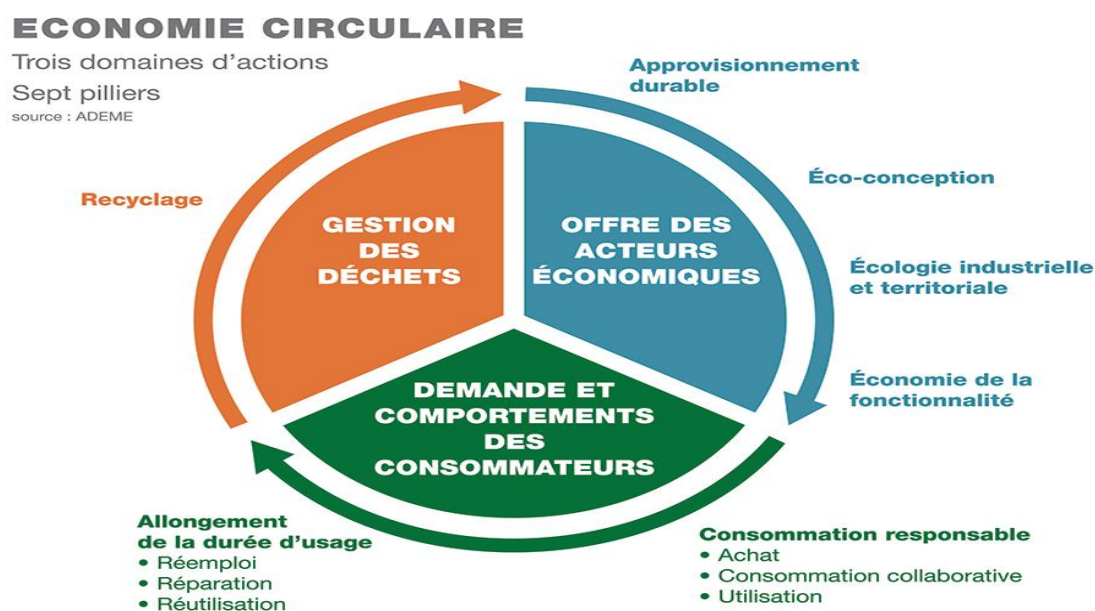 ECONOMIE CIRCULAIRE
Trois domaines d'actions
Sept pilliers
source : ADEME
Approvisionnement
durable
Éco-conception
Écologie industrielle
et territoriale
Économie de la
fonctionnalité
Recyclage
GESTION
DES
DÉCHETS
OFFRE DES
ACTEURS
ÉCONOMIQUES
DEMANDE ET
COMPORTEMENTS
DES
CONSOMMATEURS
Consommation responsable
• Achat
• Consommation collaborative
• Utilisation
Allongement
de la durée d'usage
• Réemploi
• Réparation
• Réutilisation